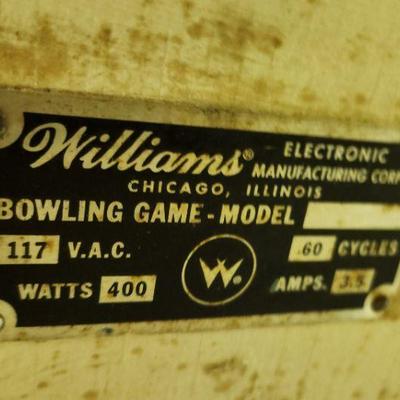 Williams® ELECTRONIC
MANUFACTURING CORP.
CHICAGO, ILLINOIS
BOWLING GAME - MODEL
117 V.A.C. 60 CYCLES
WATTS 400 W® AMPS. 3.5